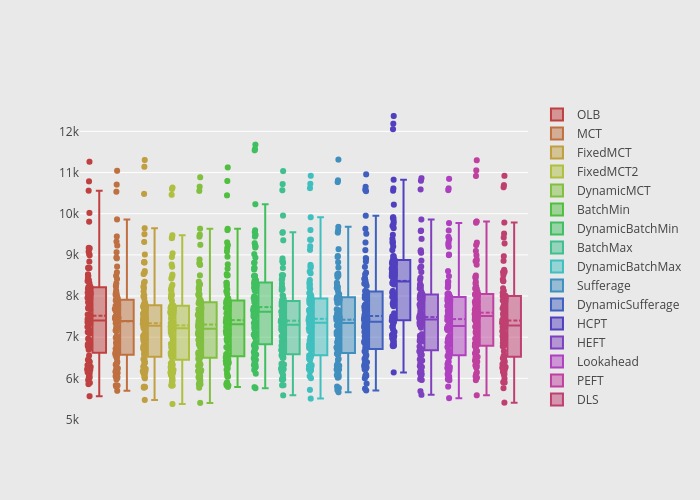 12k
11k
10k
9k
8k
7k
6k
5k
OLB
MCT
FixedMCT
FixedMCT2
DynamicMCT
BatchMin
DynamicBatchMin
BatchMax
DynamicBatchMax
Sufferage
DynamicSufferage
HCPT
HEFT
Lookahead
PEFT
DLS